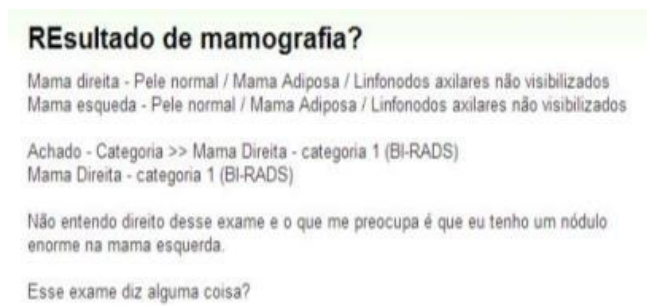 REsultado de mamografia?
Mama direita - Pele normal / Mama Adiposa / Linfonodos axilares não visibilizados
Mama esqueda - Pele normal / Mama Adiposa / Linfonodos axilares não visibilizados
Achado - Categoria >> Mama Direita - categoria 1 (BI-RADS)
Mama Direita - categoria 1 (BI-RADS)
Não entendo direito desse exame e o que me preocupa é que eu tenho um nódulo
enorme na mama esquerda.
Esse exame diz alguma coisa?